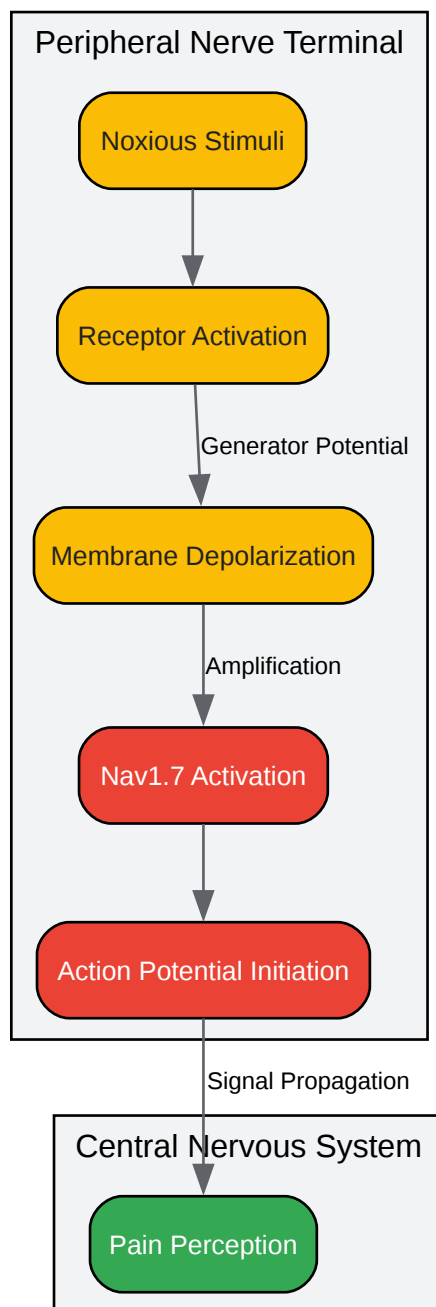 Peripheral Nerve Terminal
Noxious Stimuli
Receptor Activation
Generator Potential
Membrane Depolarization
Amplification
Nav1.7 Activation
Action Potential Initiation
Signal Propagation
Central Nervous System
Pain Perception